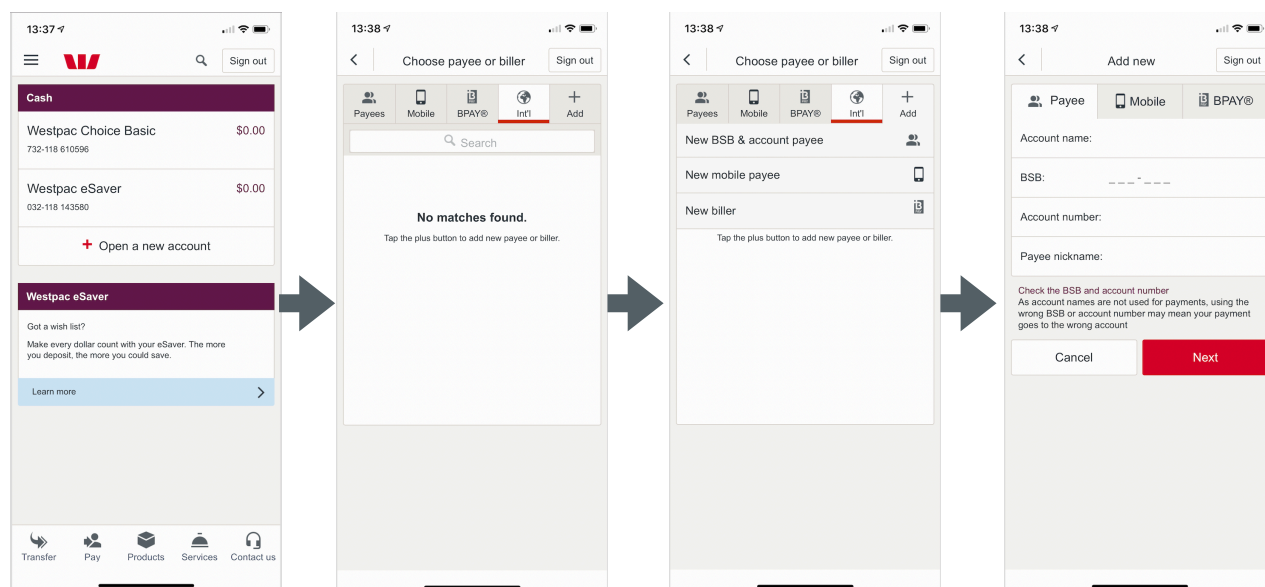 13:37
Sign out
Cash
Westpac Choice Basic $0.00
732-118 610596
Westpac eSaver $0.00
032-118 143580
+ Open a new account
Westpac eSaver
Got a wish list?
Make every dollar count with your eSaver. The more
you deposit, the more you could save.
Learn more
Transfer Pay Products Services Contact us
13:38
Choose payee or biller Sign out
Payees Mobile BPAY® Int'l Add
Search
No matches found.
Tap the plus button to add new payee or biller.
13:38
Choose payee or biller Sign out
Payees Mobile BPAY® Int'l Add
New BSB & account payee
New mobile payee
New biller
Tap the plus button to add new payee or biller.
13:38
Add new Sign out
Payee Mobile BPAY®
Account name:
BSB: _ _ _ - _ _ _
Account number:
Payee nickname:
Check the BSB and account number
As account names are not used for payments, using the
wrong BSB or account number may mean your payment
goes to the wrong account
Cancel Next